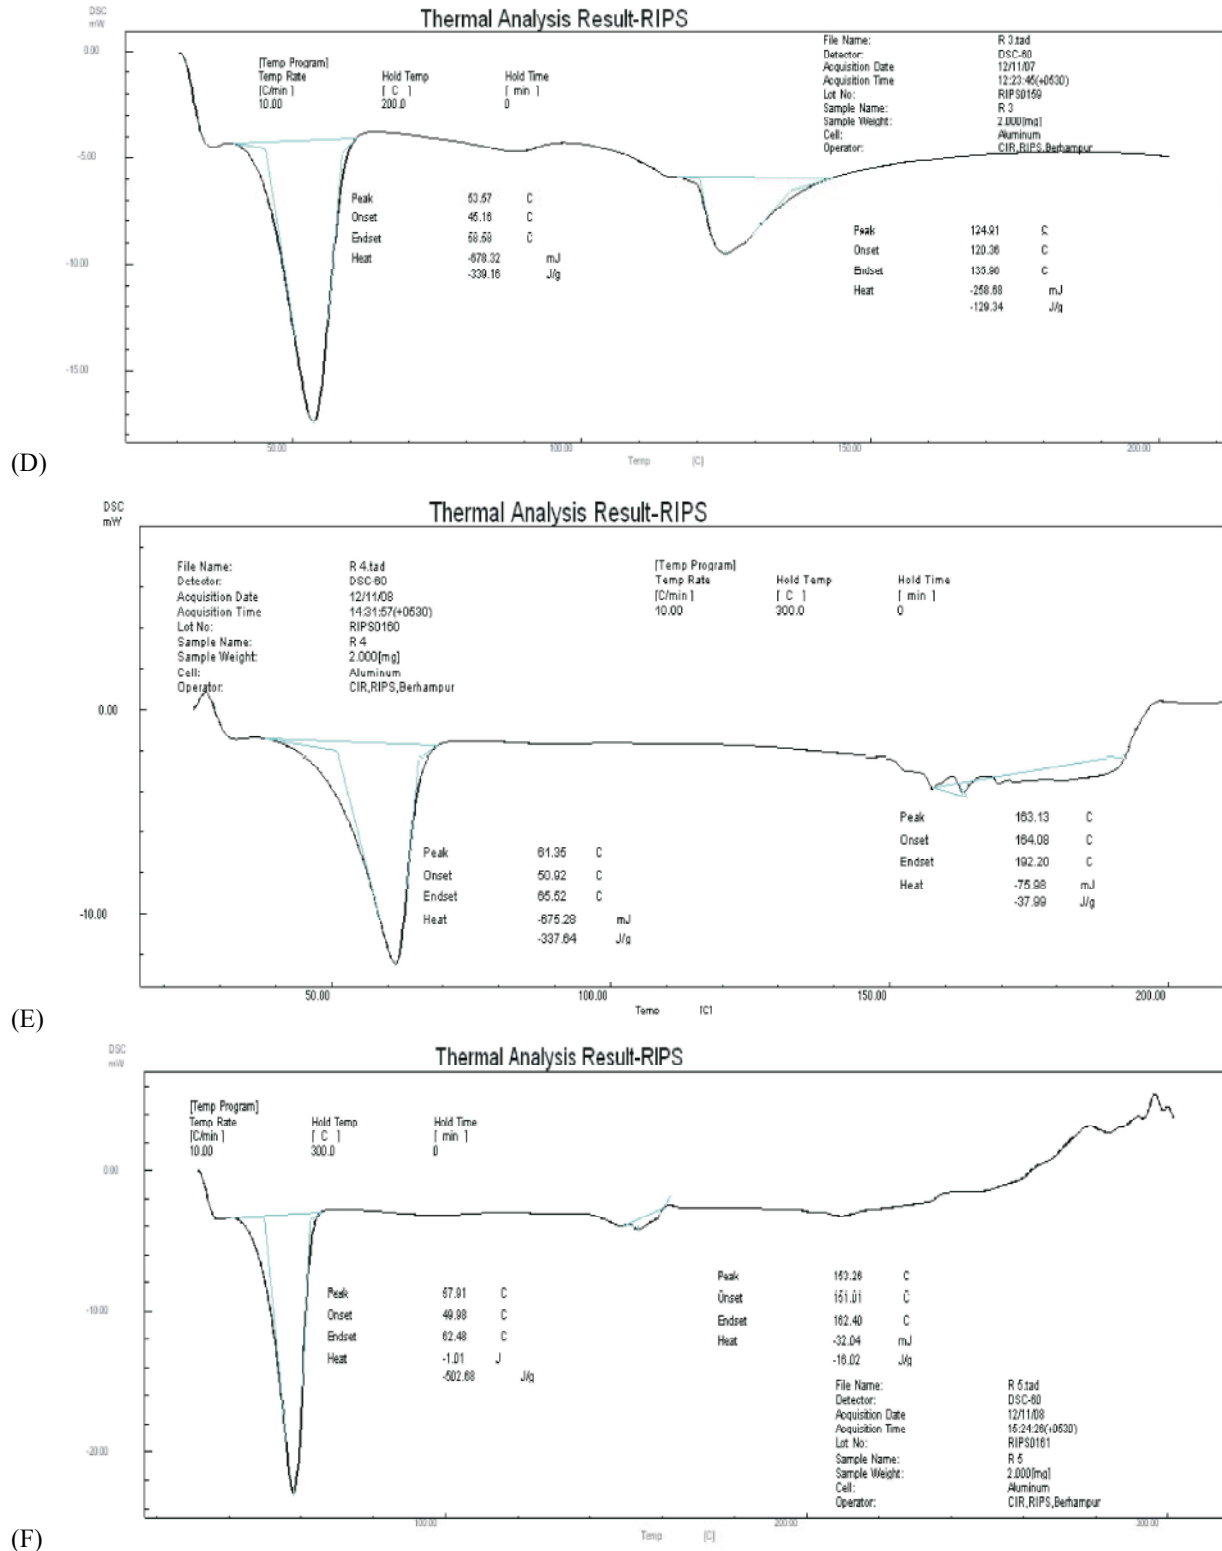 DSC
mW
Thermal Analysis Result-RIPS
[Temp Program]
Temp Rate Hold Temp Hold Time
[C/min ] [ C ] [ min ]
10.00 200.0 0
File Name: R 3.tad
Detector: DSC-60
Acquisition Date 12/11/07
Acquisition Time 12:23:45(+0530)
Lot No: RIPS0159
Sample Name: R 3
Sample Weight: 2.000[mg]
Cell: Aluminum
Operator: CIR,RIPS,Berhampur
0.00
-5.00
-10.00
-15.00
Peak 53.57 C
Onset 45.16 C
Endset 58.58 C
Heat -678.32 mJ
-339.16 J/g
Peak 124.91 C
Onset 120.36 C
Endset 135.90 C
Heat -258.68 mJ
-129.34 J/g
50.00 100.00 150.00 200.00
Temp [C]
(D)
DSC
mW
Thermal Analysis Result-RIPS
File Name: R 4.tad
Detector: DSC-60
Acquisition Date 12/11/08
Acquisition Time 14:31:57(+0530)
Lot No: RIPS0160
Sample Name: R 4
Sample Weight: 2.000[mg]
Cell: Aluminum
Operator: CIR,RIPS,Berhampur
[Temp Program]
Temp Rate Hold Temp Hold Time
[C/min ] [ C ] [ min ]
10.00 300.0 0
0.00
-10.00
Peak 61.35 C
Onset 50.92 C
Endset 65.52 C
Heat -675.28 mJ
-337.64 J/g
Peak 163.13 C
Onset 164.08 C
Endset 192.20 C
Heat -75.98 mJ
-37.99 J/g
50.00 100.00 150.00 200.00
Temp [C]
(E)
DSC
mW
Thermal Analysis Result-RIPS
[Temp Program]
Temp Rate Hold Temp Hold Time
[C/min ] [ C ] [ min ]
10.00 300.0 0
0.00
-10.00
-20.00
Peak 57.91 C
Onset 49.98 C
Endset 62.48 C
Heat -1.01 J
-502.68 J/g
Peak 153.26 C
Onset 151.01 C
Endset 162.40 C
Heat -32.04 mJ
-16.02 J/g
File Name: R 5.tad
Detector: DSC-60
Acquisition Date 12/11/08
Acquisition Time 15:24:26(+0530)
Lot No: RIPS0161
Sample Name: R 5
Sample Weight: 2.000[mg]
Cell: Aluminum
Operator: CIR,RIPS,Berhampur
100.00 200.00 300.00
Temp [C]
(F)